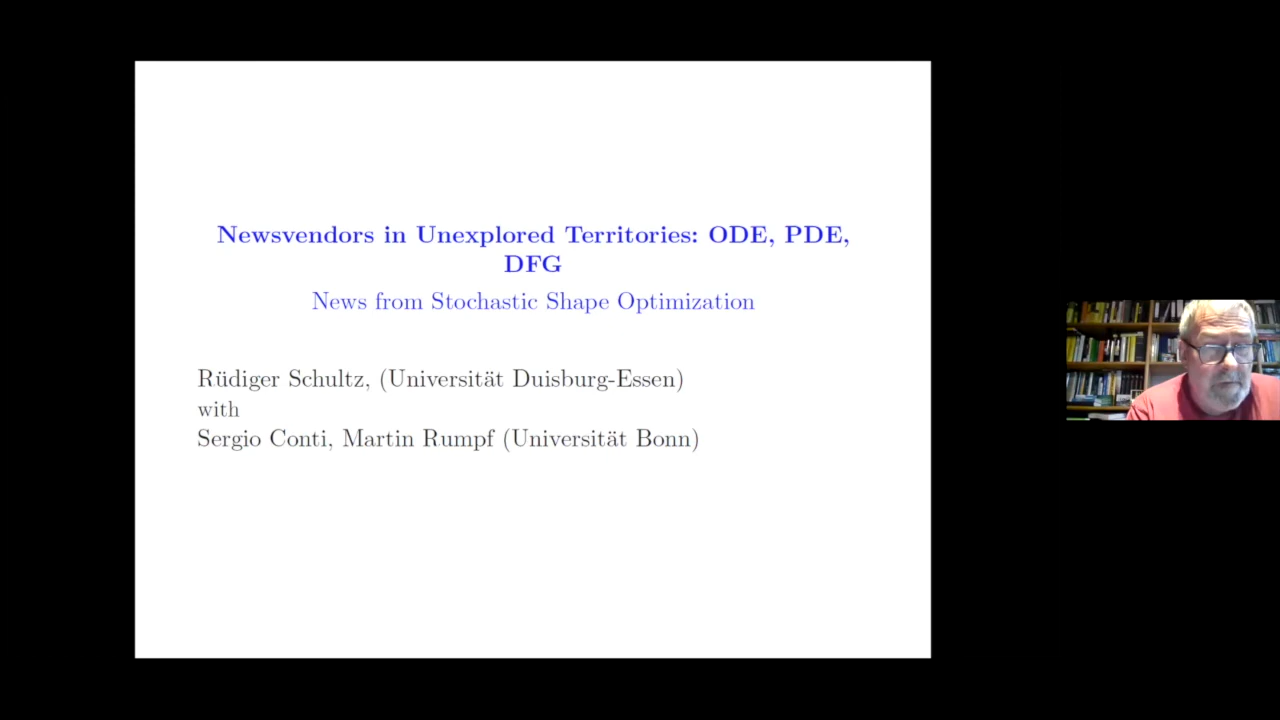 Newsvendors in Unexplored Territories: ODE, PDE,
DFG
News from Stochastic Shape Optimization
Rüdiger Schultz, (Universität Duisburg-Essen)
with
Sergio Conti, Martin Rumpf (Universität Bonn)